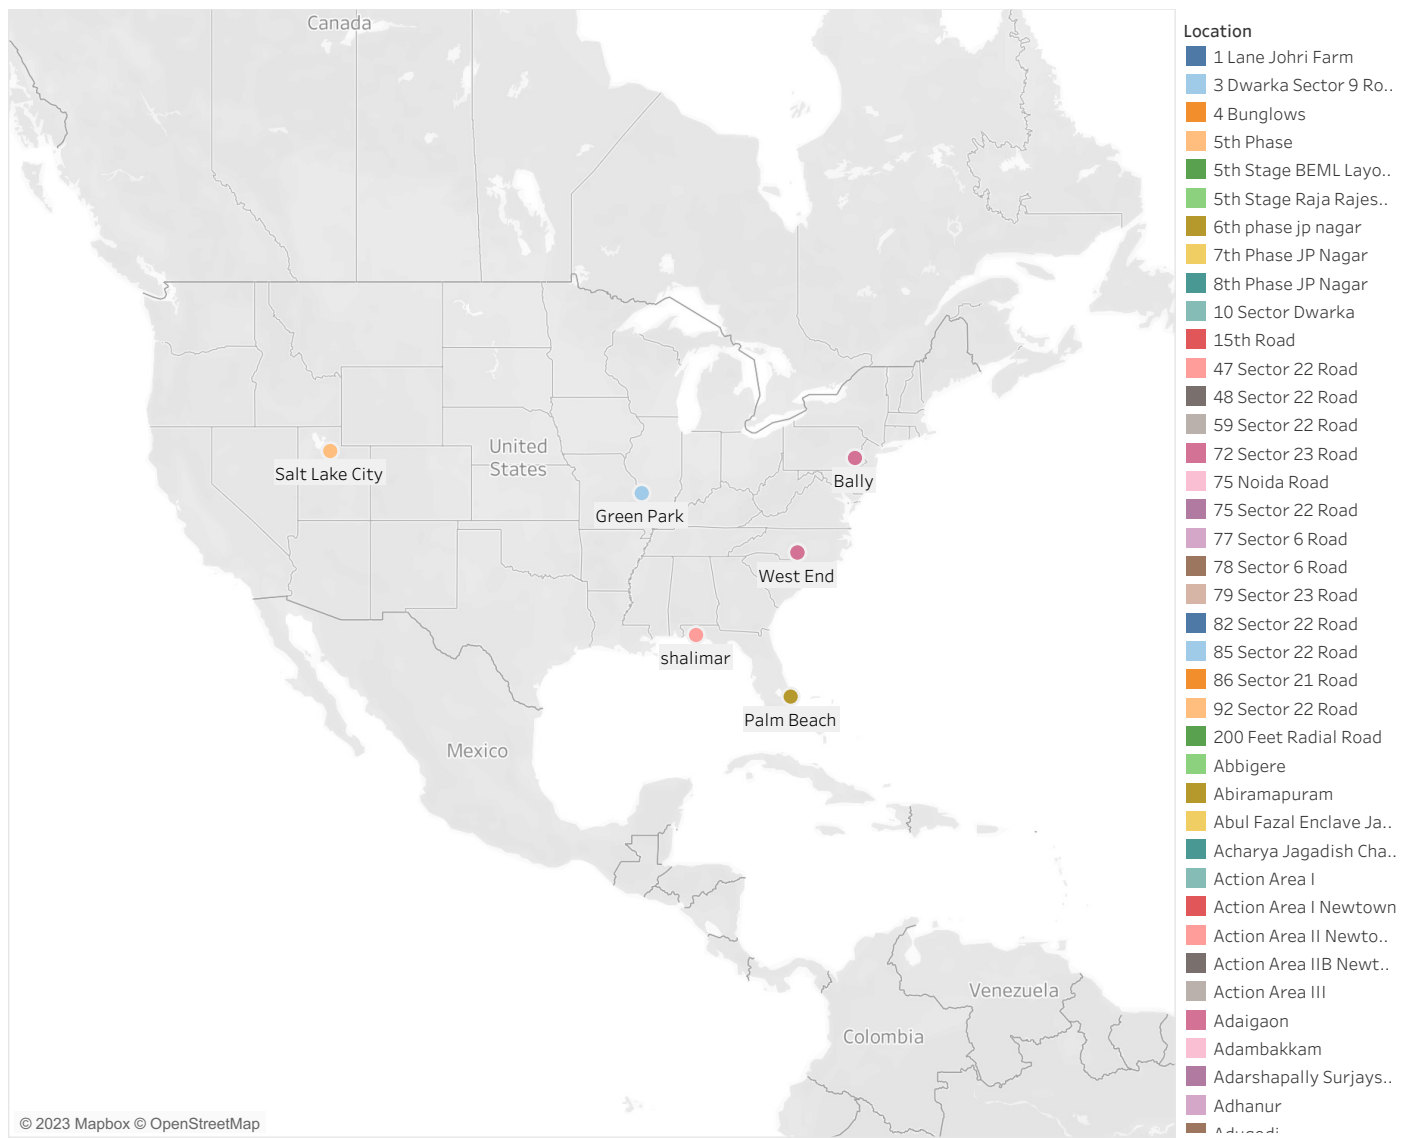 Canada
United
States
Salt Lake City
Bally
Green Park
West End
shalimar
Palm Beach
Mexico
Venezuela
Colombia
© 2023 Mapbox © OpenStreetMap
Location
1 Lane Johri Farm
3 Dwarka Sector 9 Ro..
4 Bunglows
5th Phase
5th Stage BEML Layo..
5th Stage Raja Rajes..
6th phase jp nagar
7th Phase JP Nagar
8th Phase JP Nagar
10 Sector Dwarka
15th Road
47 Sector 22 Road
48 Sector 22 Road
59 Sector 22 Road
72 Sector 23 Road
75 Noida Road
75 Sector 22 Road
77 Sector 6 Road
78 Sector 6 Road
79 Sector 23 Road
82 Sector 22 Road
85 Sector 22 Road
86 Sector 21 Road
92 Sector 22 Road
200 Feet Radial Road
Abbigere
Abiramapuram
Abul Fazal Enclave Ja..
Acharya Jagadish Cha..
Action Area I
Action Area I Newtown
Action Area II Newto..
Action Area IIB Newt..
Action Area III
Adaigaon
Adambakkam
Adarshapally Surjays..
Adhanur